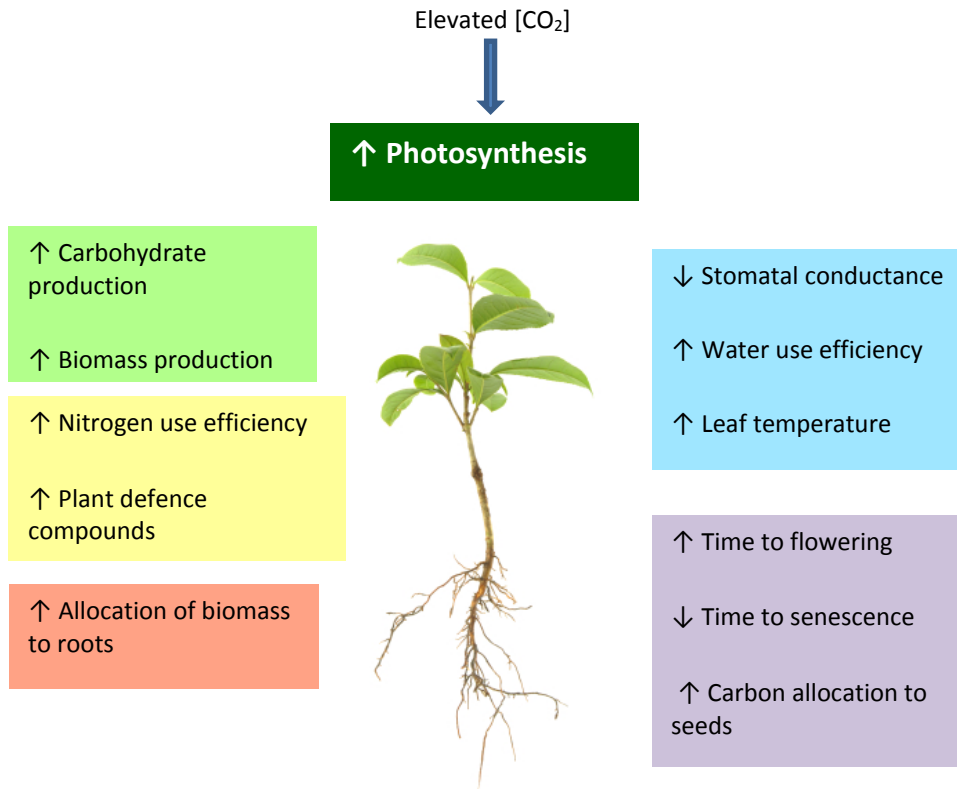 Elevated [CO₂]
↑ Photosynthesis
↑ Carbohydrate
production
↑ Biomass production
↑ Nitrogen use efficiency
↑ Plant defence
compounds
↑ Allocation of biomass
to roots
↓ Stomatal conductance
↑ Water use efficiency
↑ Leaf temperature
↑ Time to flowering
↓ Time to senescence
↑ Carbon allocation to
seeds